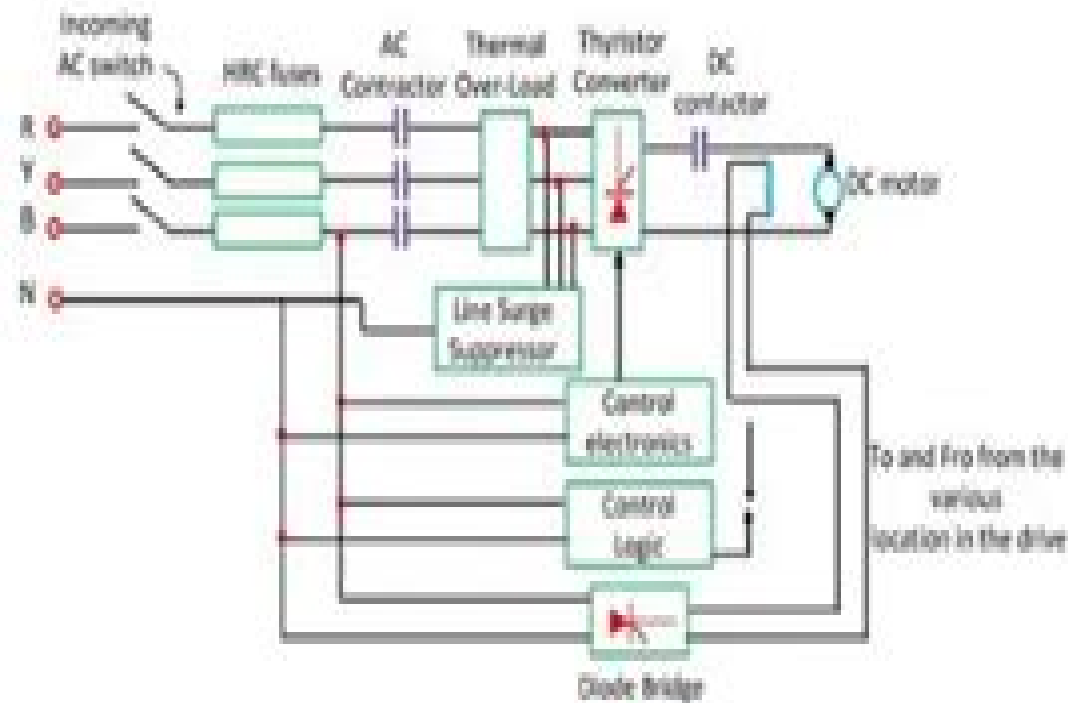 Incoming
AC switch
HRC fuses
AC
Contractor
Thermal
Over-Load
Thyristor
Converter
DC
contactor
R
Y
B
N
DC motor
Line Surge
Suppressor
Control
electronics
Control
Logic
To and Fro from the
various
location in the drive
Diode Bridge